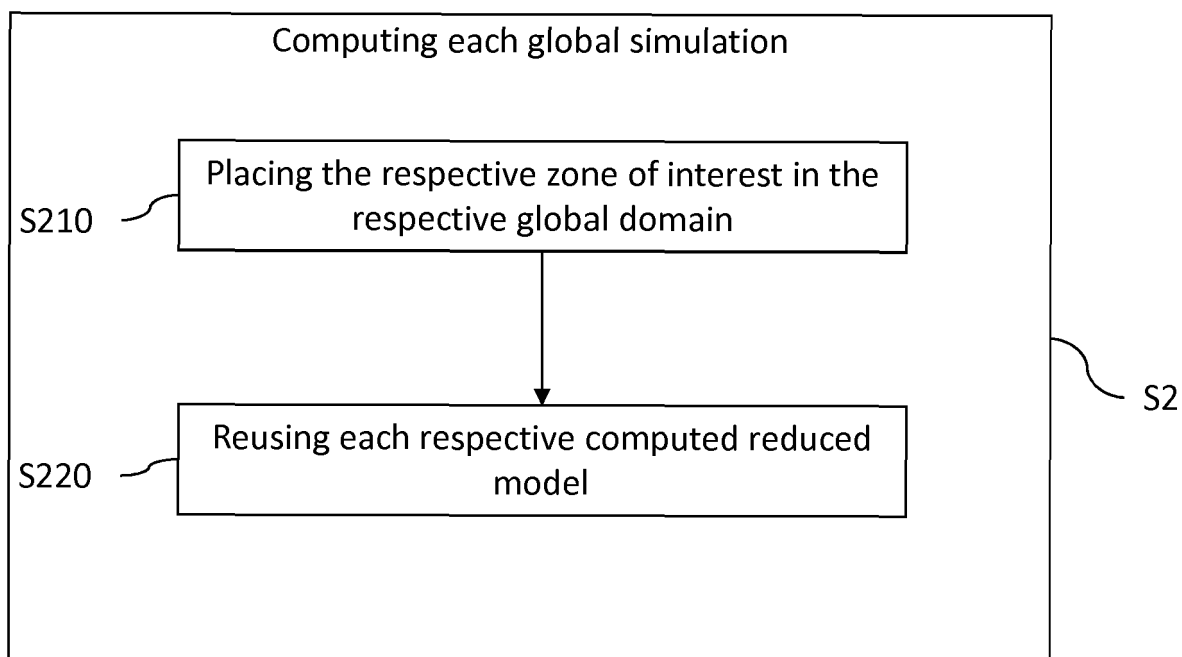 Computing each global simulation
Placing the respective zone of interest in the
respective global domain
S210
S2
Reusing each respective computed reduced
model
S220